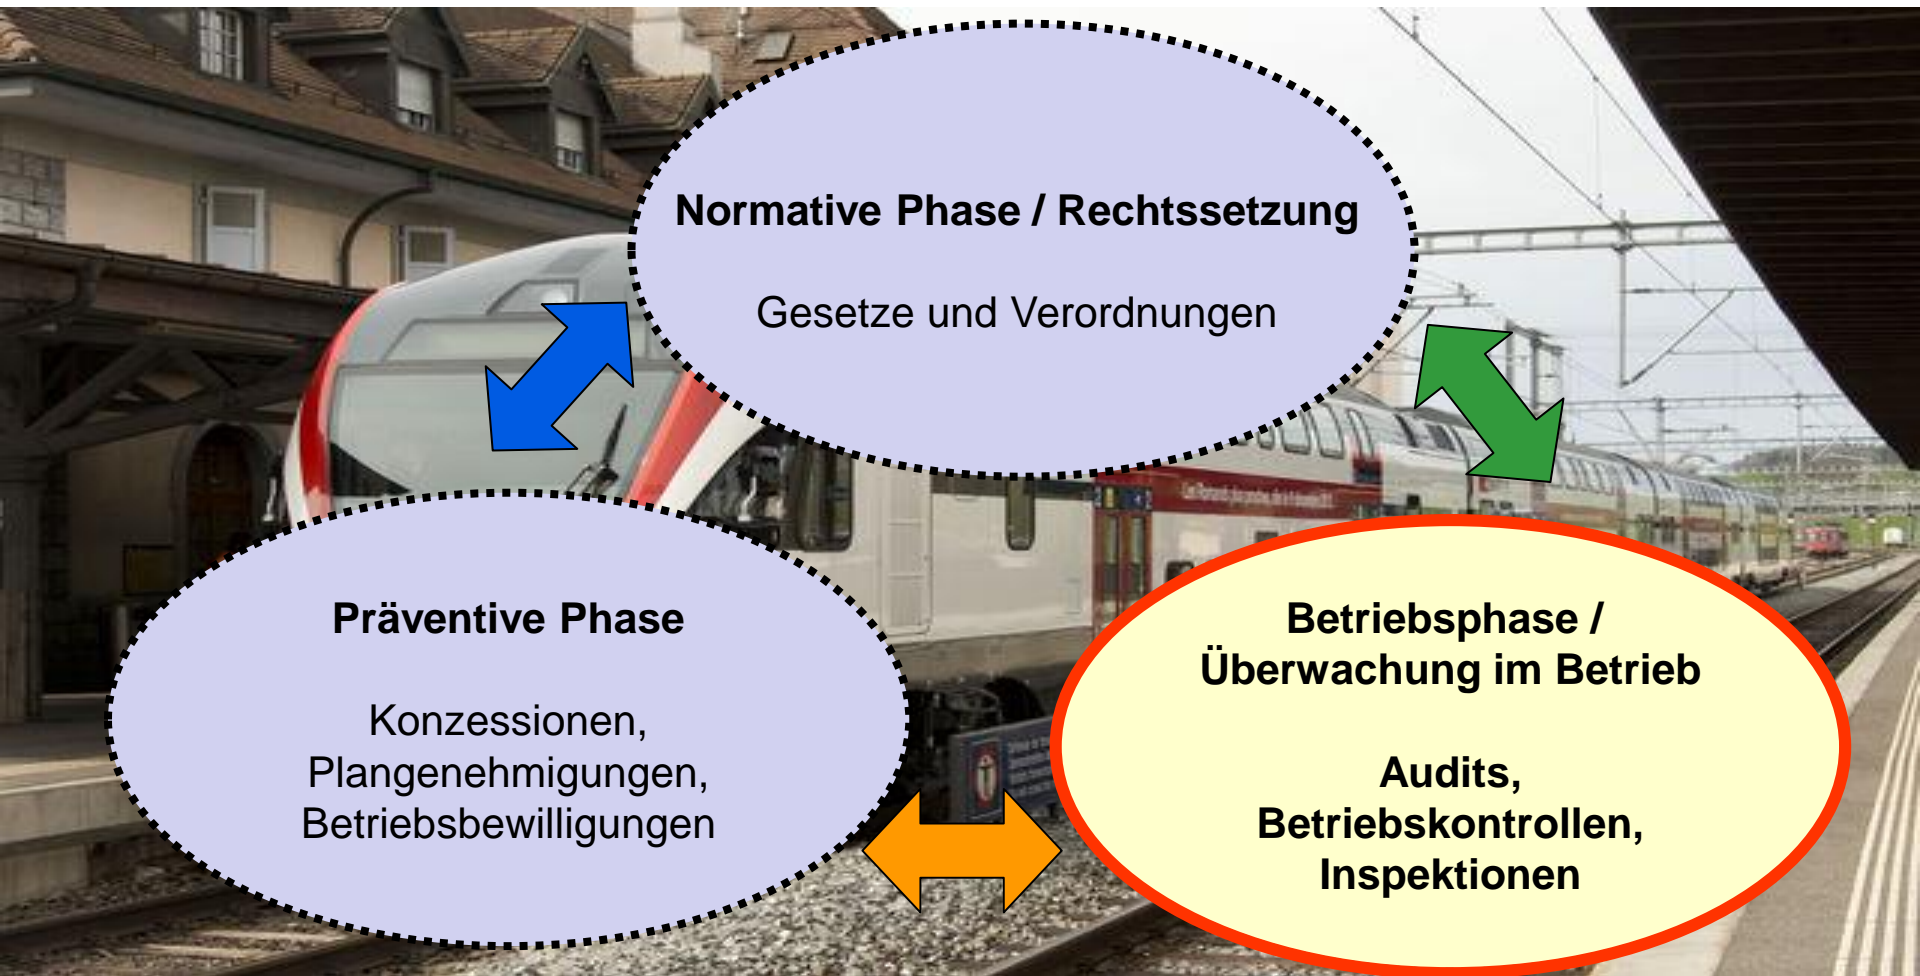 Normative Phase / Rechtssetzung
Gesetze und Verordnungen
Präventive Phase
Konzessionen,
Plangenehmigungen,
Betriebsbewilligungen
Betriebsphase /
Überwachung im Betrieb
Audits,
Betriebskontrollen,
Inspektionen